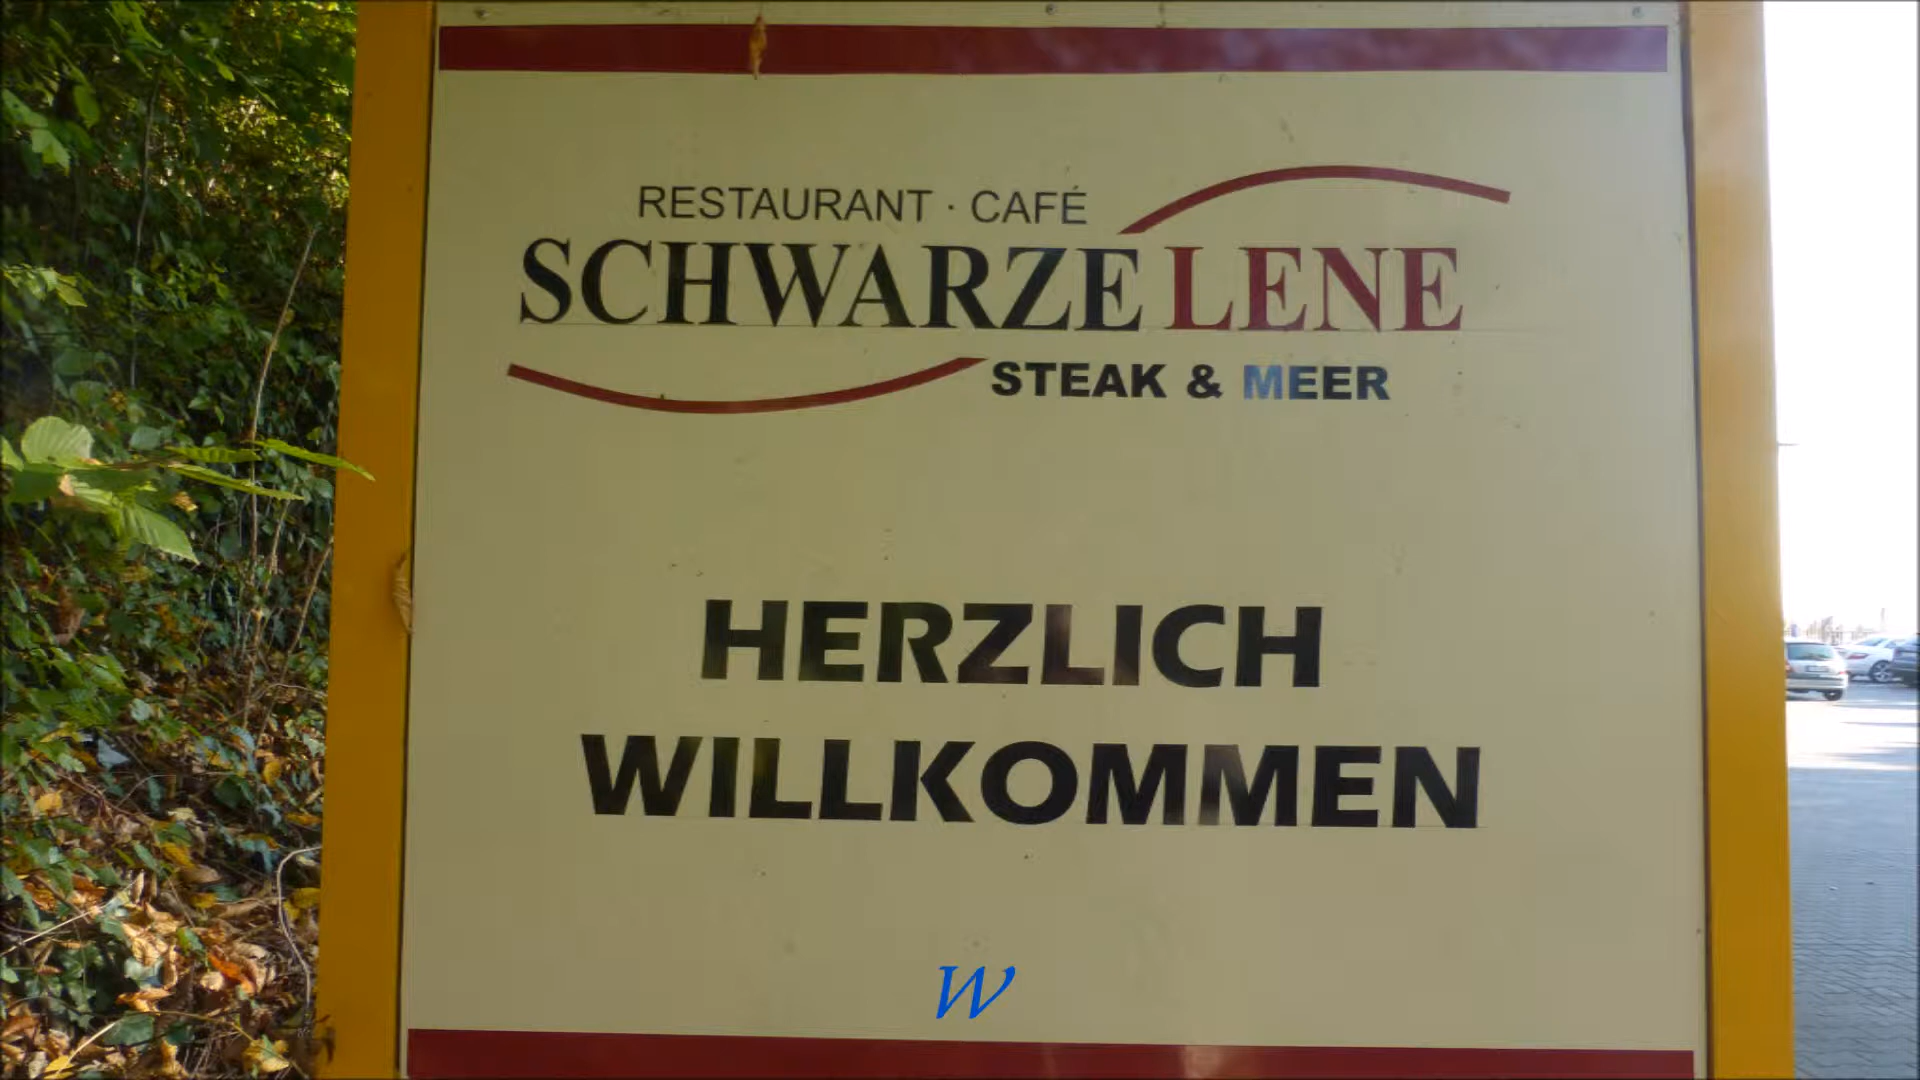 RESTAURANT · CAFÉ
SCHWARZE LENE
STEAK & MEER
HERZLICH
WILLKOMMEN
W